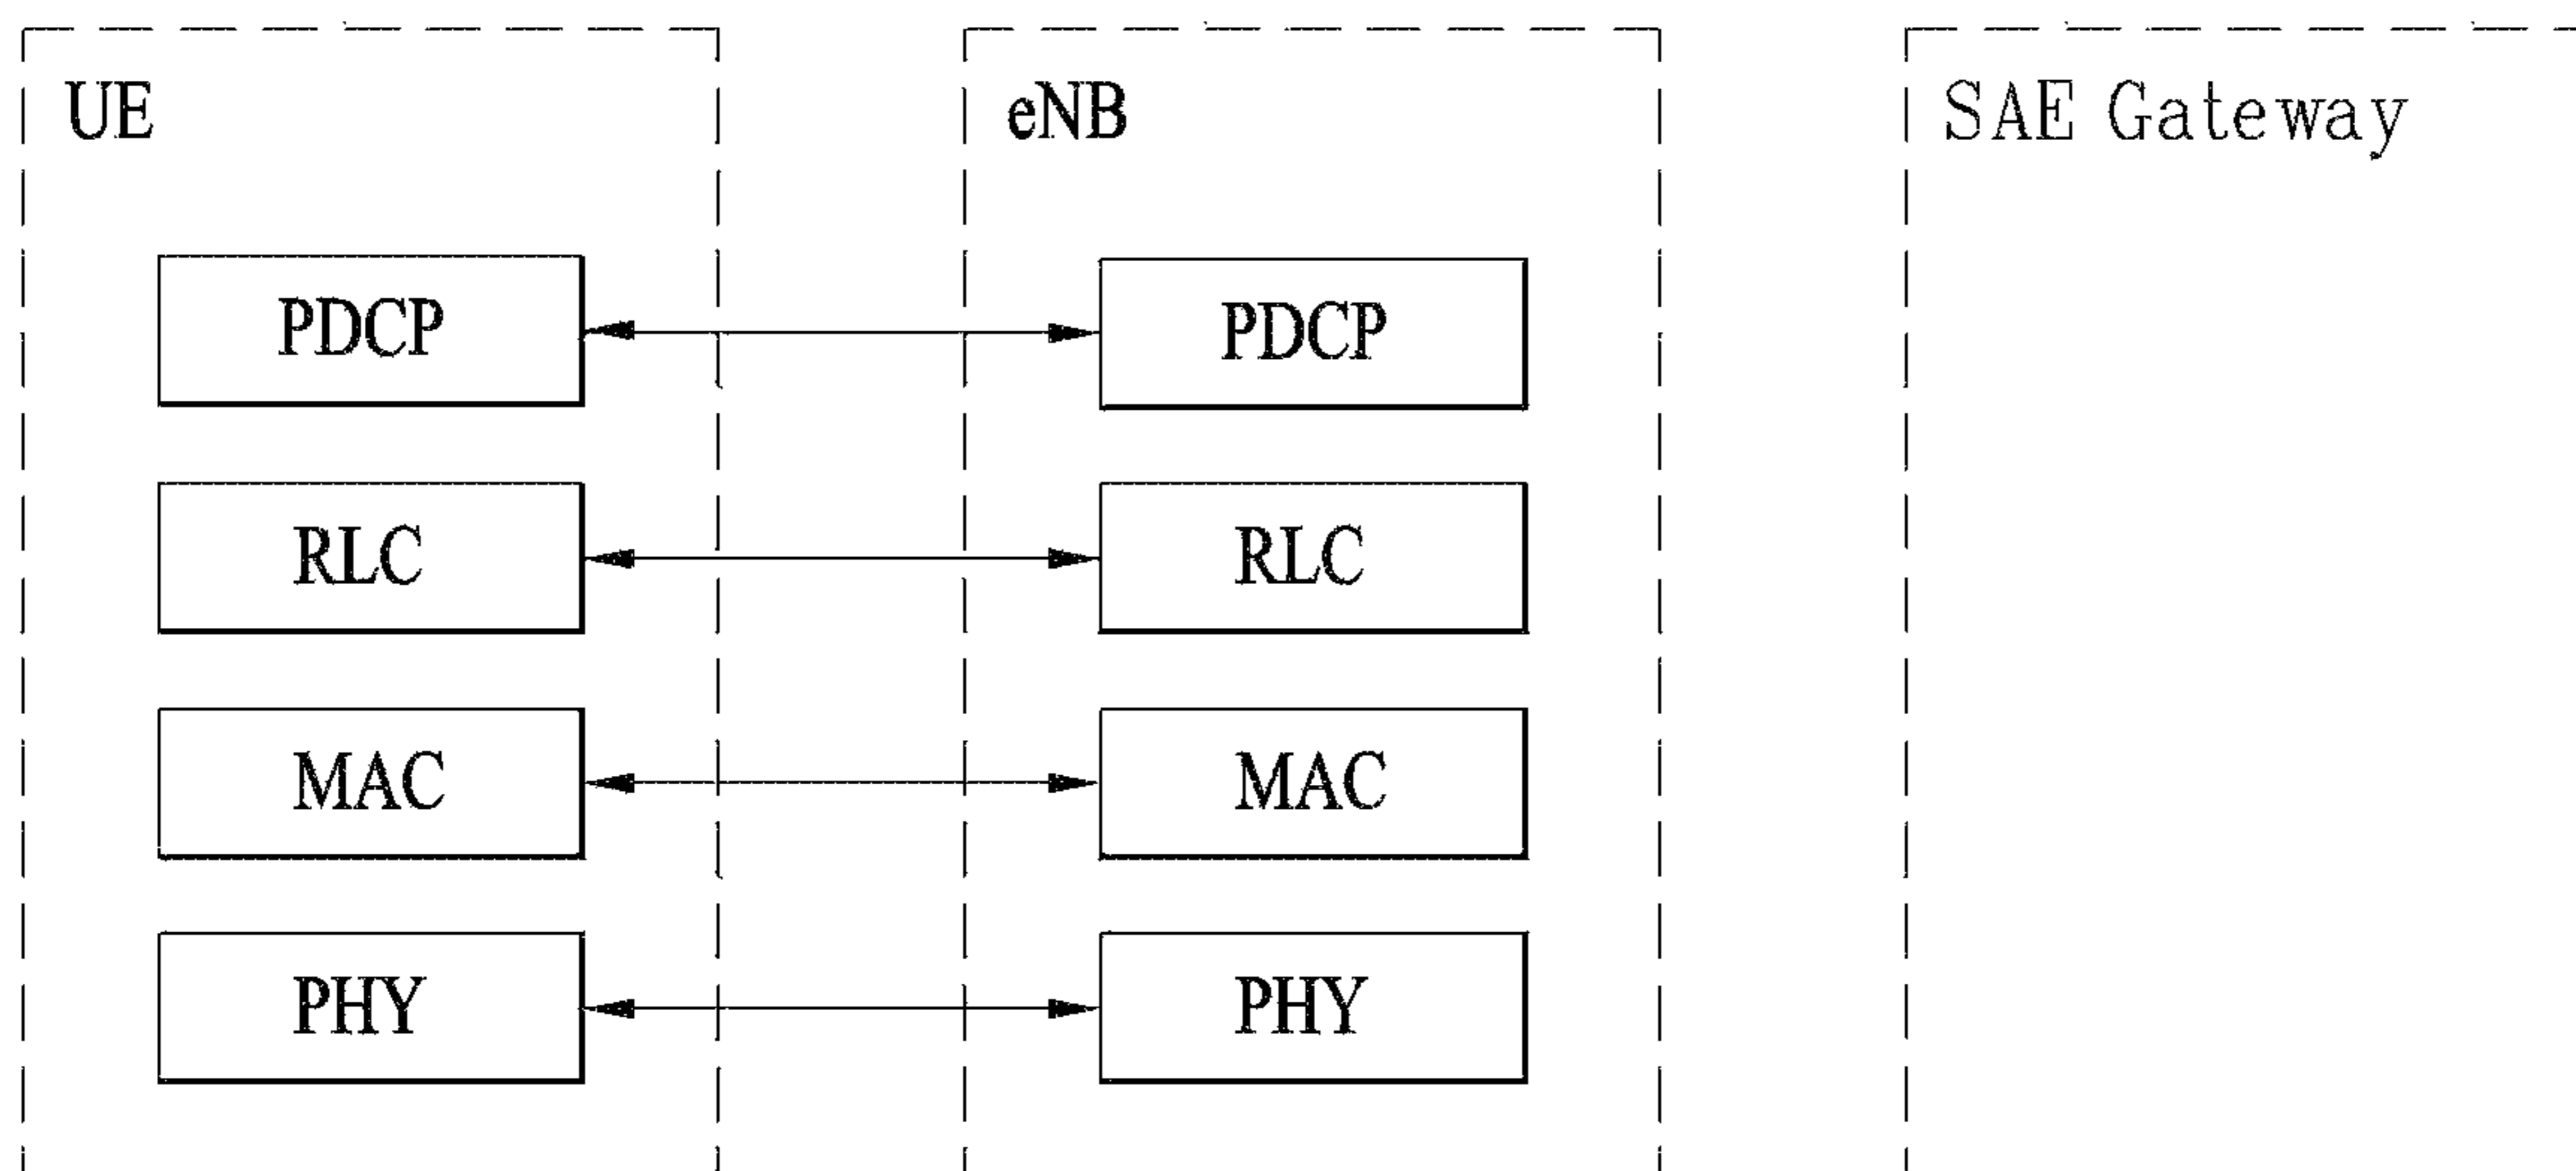 UE
eNB
SAE Gateway
PDCP
PDCP
RLC
RLC
MAC
MAC
PHY
PHY